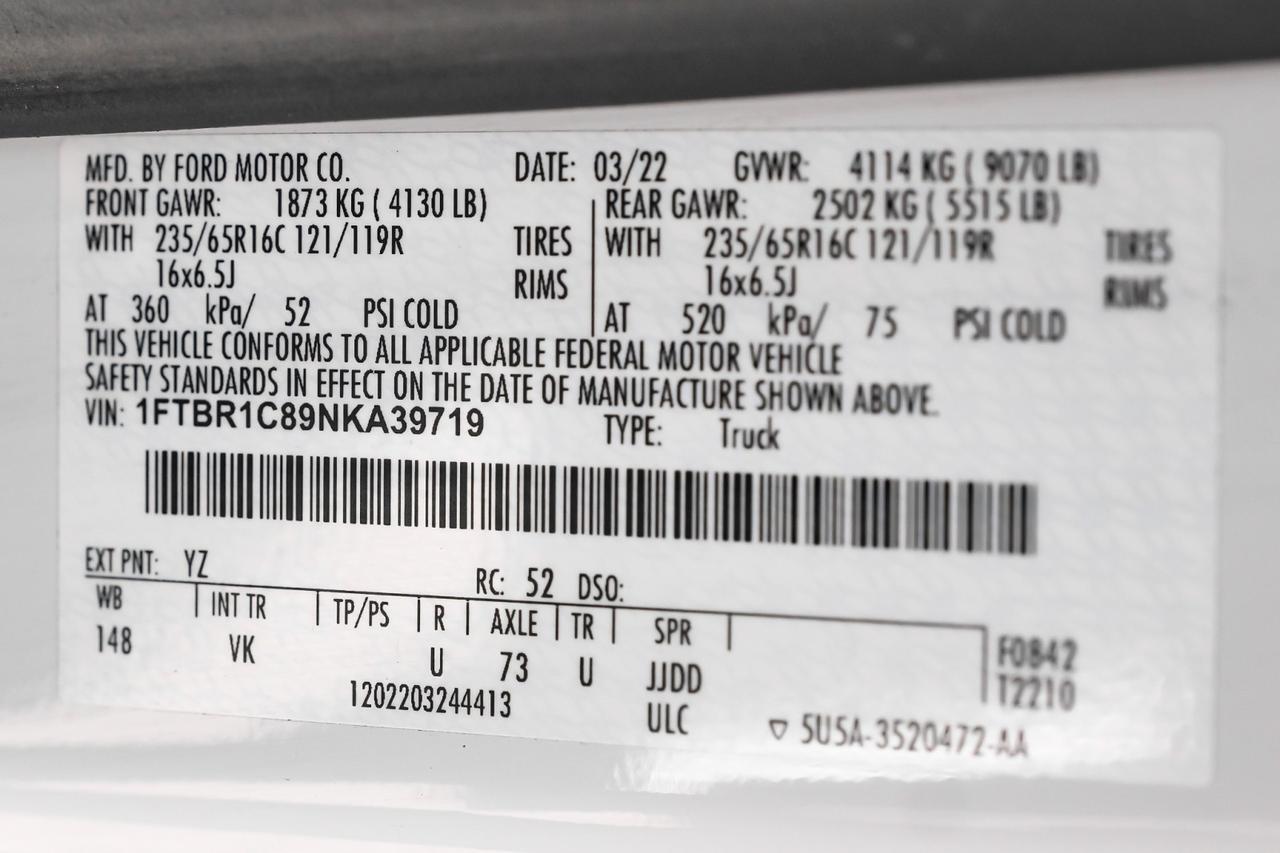 MFD. BY FORD MOTOR CO. DATE: 03/22 GVWR: 4114 KG ( 9070 LB)
FRONT GAWR: 1873 KG ( 4130 LB) REAR GAWR: 2502 KG ( 5515 LB)
WITH 235/65R16C 121/119R TIRES WITH 235/65R16C 121/119R TIRES
16x6.5J RIMS 16x6.5J RIMS
AT 360 kPa/ 52 PSI COLD AT 520 kPa/ 75 PSI COLD
THIS VEHICLE CONFORMS TO ALL APPLICABLE FEDERAL MOTOR VEHICLE
SAFETY STANDARDS IN EFFECT ON THE DATE OF MANUFACTURE SHOWN ABOVE.
VIN: 1FTBR1C89NKA39719 TYPE: Truck
EXT PNT: YZ RC: 52 DSO:
WB INT TR TP/PS R AXLE TR SPR F0842
148 VK U 73 U JJDD T2210
1202203244413 ULC 5U5A-3520472-AA